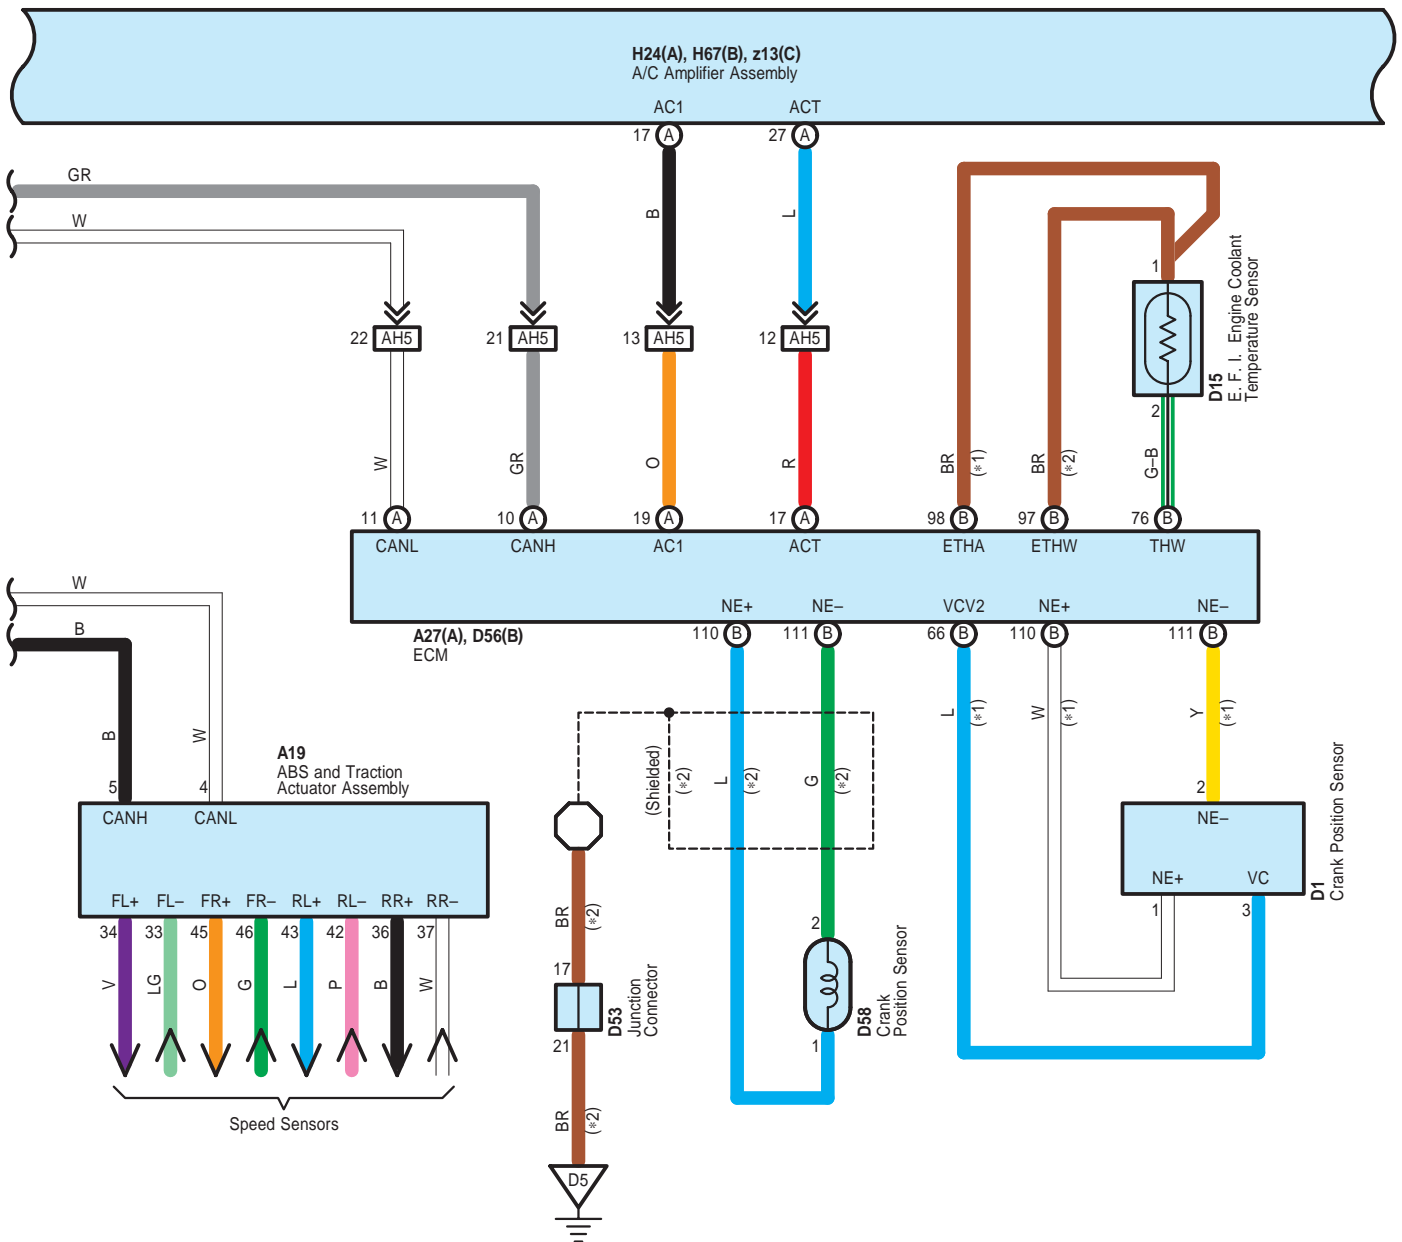 H24(A), H67(B), z13(C)
A/C Amplifier Assembly
AC1
ACT
17 A
27 A
GR
W
B
L
22 AH5
21 AH5
13 AH5
12 AH5
1
D15
E. F. I. Engine Coolant
Temperature Sensor
2
W
GR
O
R
BR
(*1)
BR
(*2)
G–B
11 A
10 A
19 A
17 A
98 B
97 B
76 B
CANL
CANH
AC1
ACT
ETHA
ETHW
THW
NE+
NE–
VCV2
NE+
NE–
A27(A), D56(B)
ECM
110 B
111 B
66 B
110 B
111 B
W
B
B
W
A19
ABS and Traction
Actuator Assembly
5
4
CANH
CANL
FL+
FL–
FR+
FR–
RL+
RL–
RR+
RR–
34
33
45
46
43
42
36
37
V
LG
O
G
L
P
B
W
Speed Sensors
(Shielded)
(*2)
L
(*2)
G
(*2)
L
(*1)
W
(*1)
Y
(*1)
BR
(*2)
17
D53
Junction
Connector
21
BR
(*2)
D5
2
D58
Crank
Position Sensor
1
2
NE–
NE+
VC
1
3
D1
Crank Position Sensor